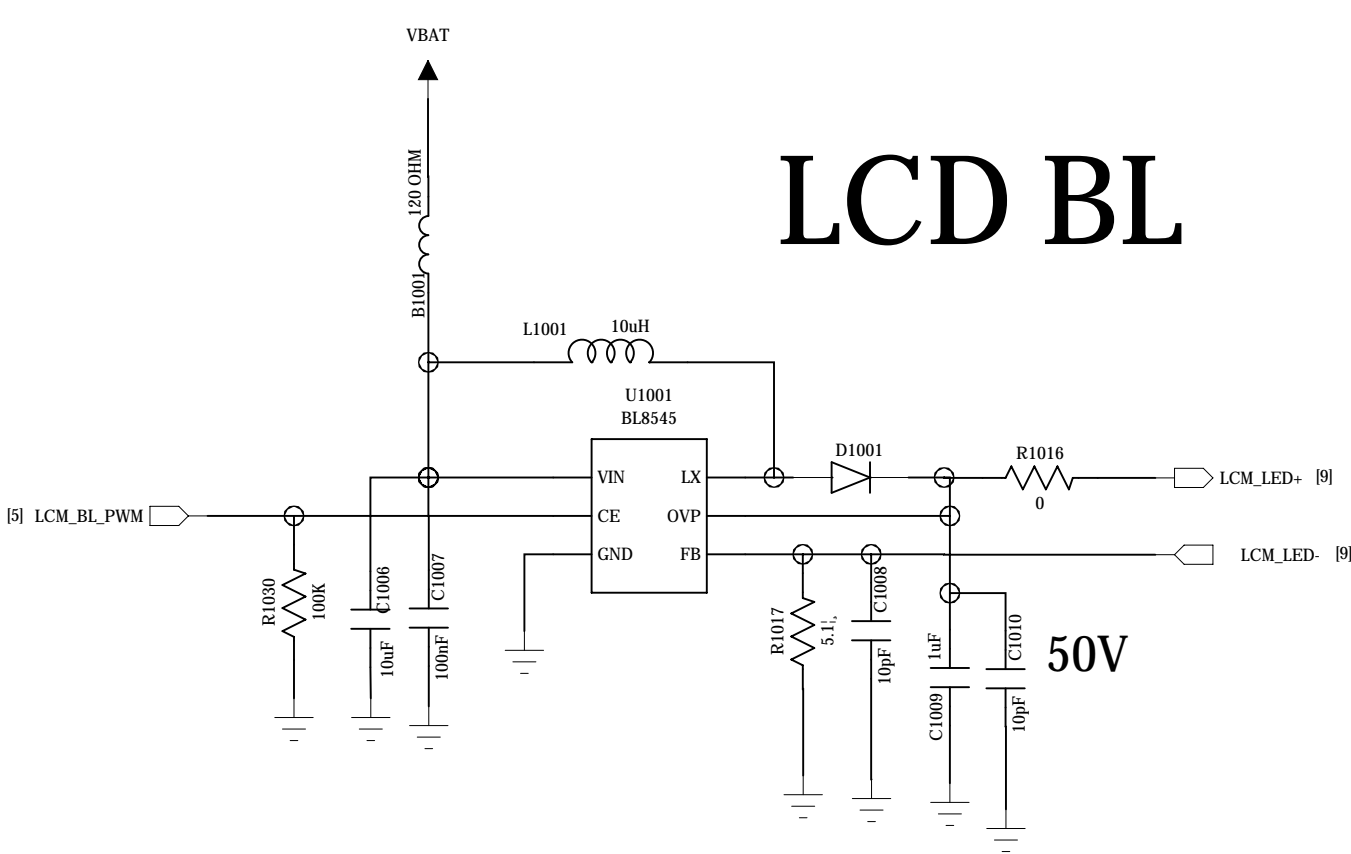 VBAT
LCD BL
120 OHM
B1001
L1001
10uH
U1001
BL8545
D1001
R1016
VIN
LX
LCM_LED+ [9]
0
[5] LCM_BL_PWM
CE
OVP
GND
FB
LCM_LED- [9]
R1030
100K
C1006
10uF
C1007
100nF
R1017
C1008
10pF
1uF
C1009
C1010
10pF
50V